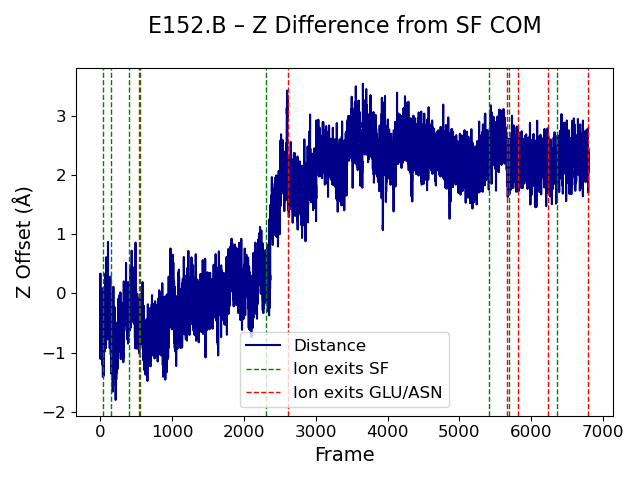 E152.B – Z Difference from SF COM
Z Offset (Å)
3
2
1
0
−1
−2
Distance
Ion exits SF
Ion exits GLU/ASN
0 1000 2000 3000 4000 5000 6000 7000
Frame